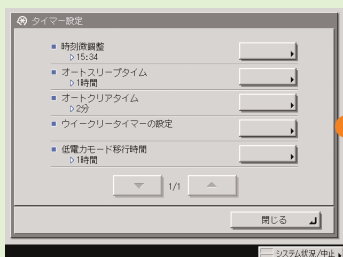 タイマー設定
時刻微調整
▷15:34
オートスリープタイム
▷1時間
オートクリアタイム
▷2分
ウイークリータイマーの設定
低電力モード移行時間
▷1時間
1/1
閉じる
システム状況/中止